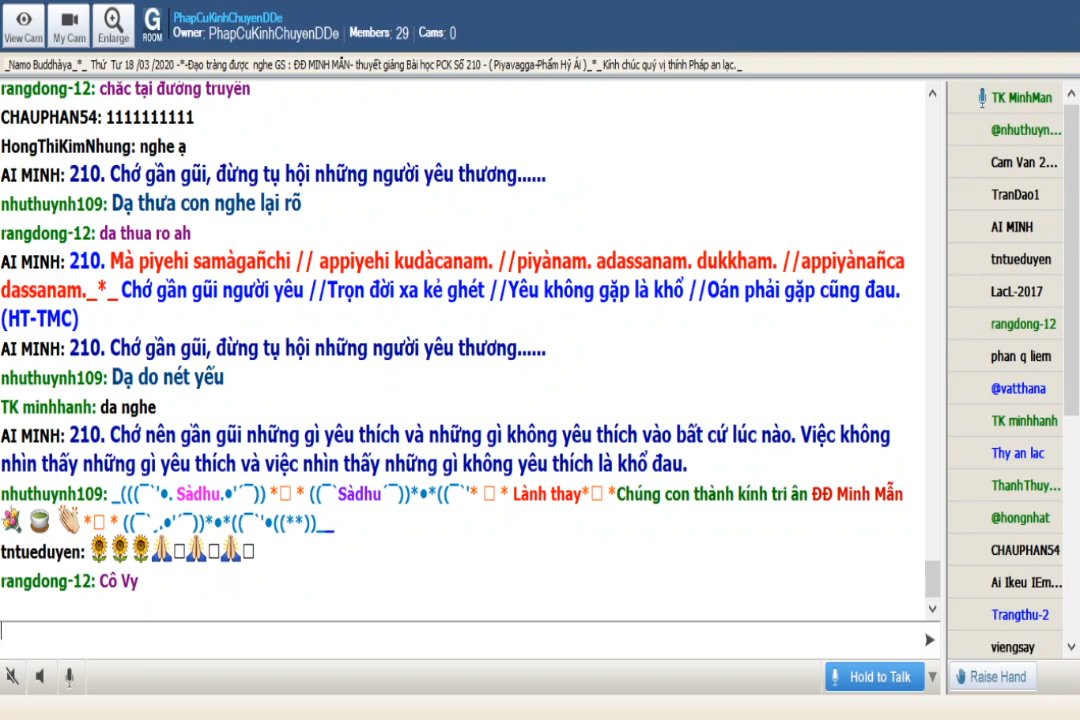 PhapCuKinhChuyenDDe
Owner: PhapCuKinhChuyenDDe | Members: 29 | Cams: 0
View Cam
My Cam
Enlarge
G
ROOM
_Namo Buddhàya_*_ Thứ Tư 18 /03 /2020 -*-Đạo tràng được nghe GS : ĐĐ MINH MẪN- thuyết giảng Bài học PCK Số 210 - ( Piyavagga-Phẩm Hỷ Ái )_*_Kính chúc quý vị thính Pháp an lạc._
rangdong-12: chắc tại đường truyền
CHAUPHAN54: 1111111111
HongThiKimNhung: nghe ạ
AI MINH: 210. Chớ gần gũi, đừng tụ hội những người yêu thương......
nhuthuynh109: Dạ thưa con nghe lại rõ
rangdong-12: da thua ro ah
AI MINH: 210. Mà piyehi samàgañchi // appiyehi kudàcanam. //piyànam. adassanam. dukkham. //appiyànañca
dassanam._*_ Chớ gần gũi người yêu //Trọn đời xa kẻ ghét //Yêu không gặp là khổ //Oán phải gặp cũng đau.
(HT-TMC)
AI MINH: 210. Chớ gần gũi, đừng tụ hội những người yêu thương......
nhuthuynh109: Dạ do nét yếu
TK minhhanh: da nghe
AI MINH: 210. Chớ nên gần gũi những gì yêu thích và những gì không yêu thích vào bất cứ lúc nào. Việc không
nhìn thấy những gì yêu thích và việc nhìn thấy những gì không yêu thích là khổ đau.
nhuthuynh109: _(((¯`'•. Sàdhu.•'´¯)) *□ * ((¯`Sàdhu´¯))*•*((¯`'* □ * Lành thay*□ *Chúng con thành kính tri ân ĐĐ Minh Mẫn
*□ * ((¯`¸.•'´¯))*•*((¯`'•((**))__
tntueduyen:
rangdong-12: Cô Vy
TK MinhMan
@nhuthuyn...
Cam Van 2...
TranDao1
AI MINH
tntueduyen
LacL-2017
rangdong-12
phan q liem
@vatthana
TK minhhanh
Thy an lac
ThanhThuy...
@hongnhat
CHAUPHAN54
Ai Ikeu IEm...
Trangthu-2
viengsay
Hold to Talk
Raise Hand